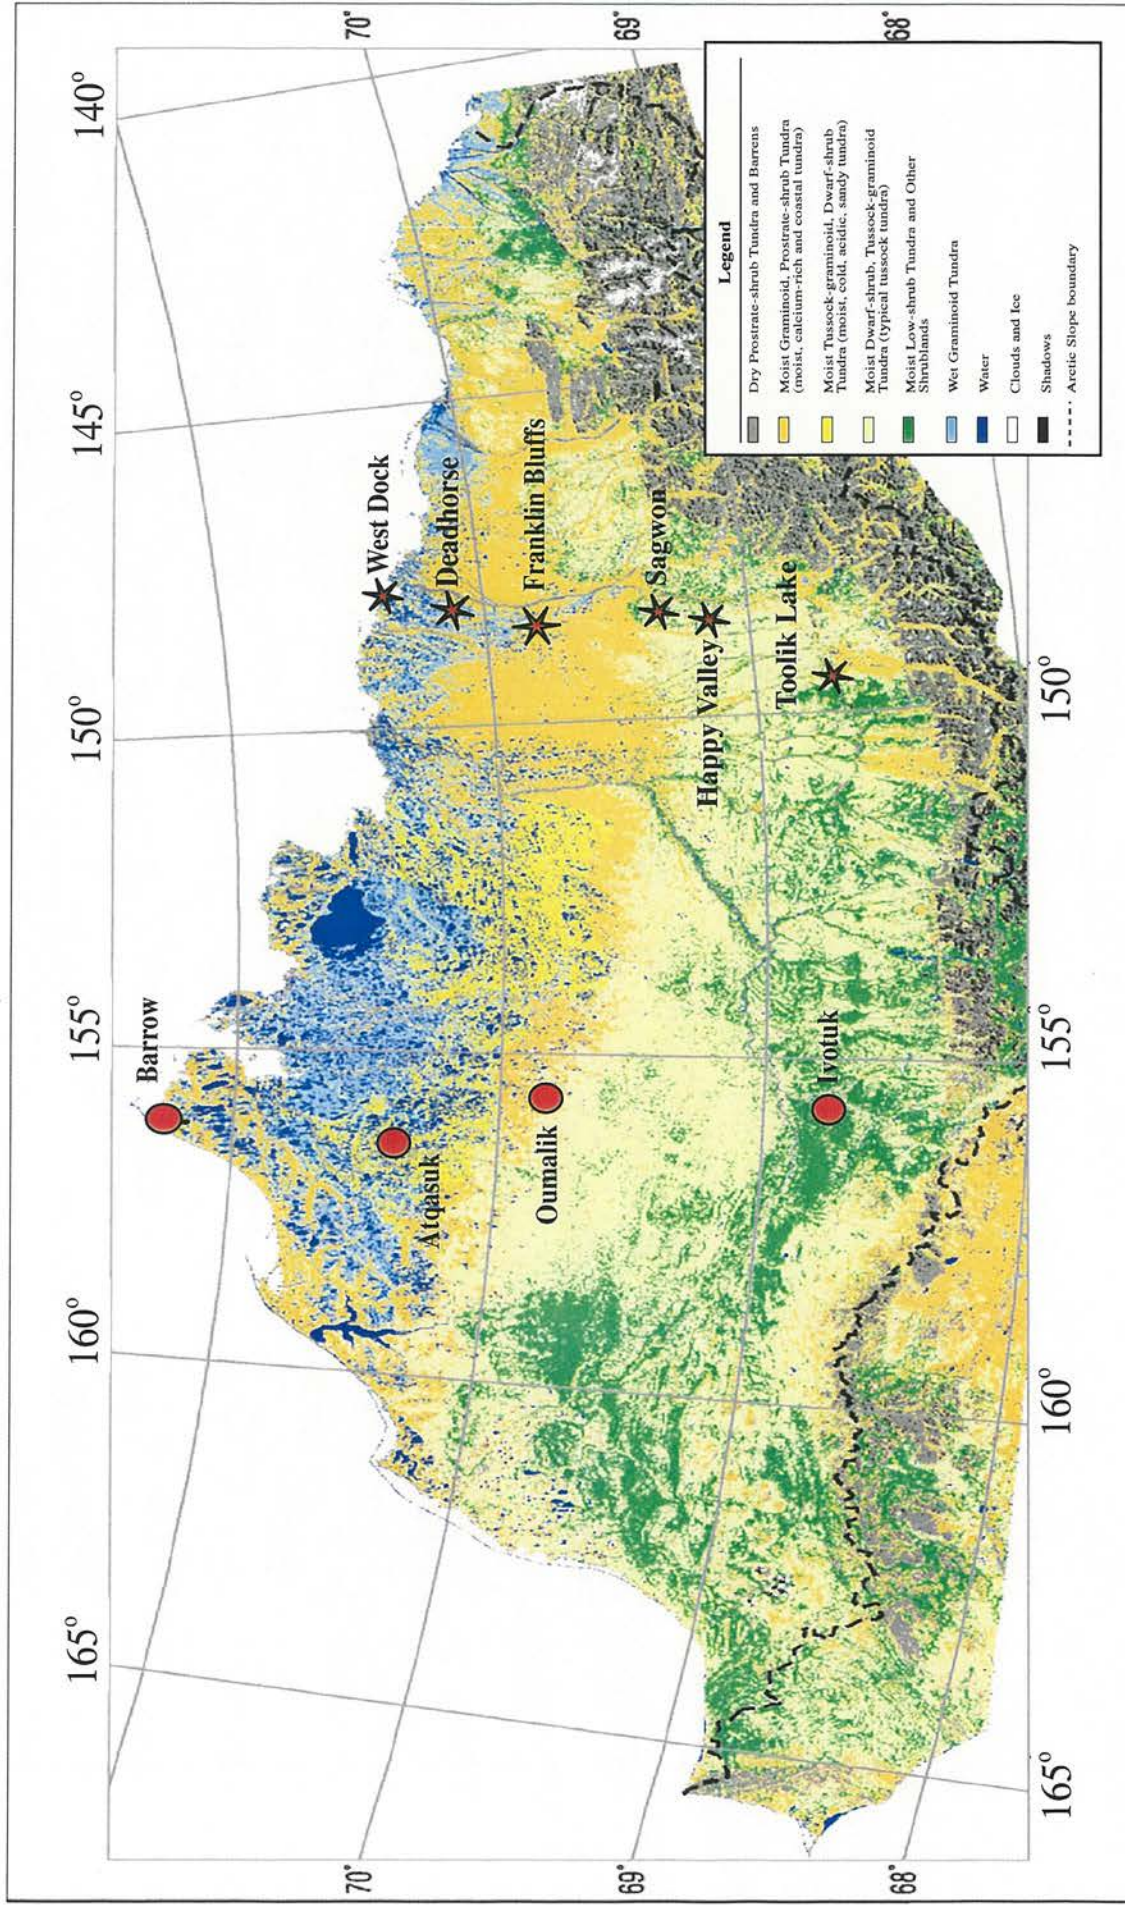 165°
160°
155°
150°
145°
140°
Barrow
West Dock
Deadhorse
Franklin Bluffs
Atqasuk
Oumalik
Sagwon
Happy Valley
Toolik Lake
Ivotuk
70°
69°
68°
70°
69°
68°
165°
160°
155°
150°
Legend
Dry Prostrate-shrub Tundra and Barrens
Moist Graminoid, Prostrate-shrub Tundra
(moist, calcium-rich and coastal tundra)
Moist Tussock-graminoid, Dwarf-shrub
Tundra (moist, cold, acidic, sandy tundra)
Moist Dwarf-shrub, Tussock-graminoid
Tundra (typical tussock tundra)
Moist Low-shrub Tundra and Other
Shrublands
Wet Graminoid Tundra
Water
Clouds and Ice
Shadows
Arctic Slope boundary